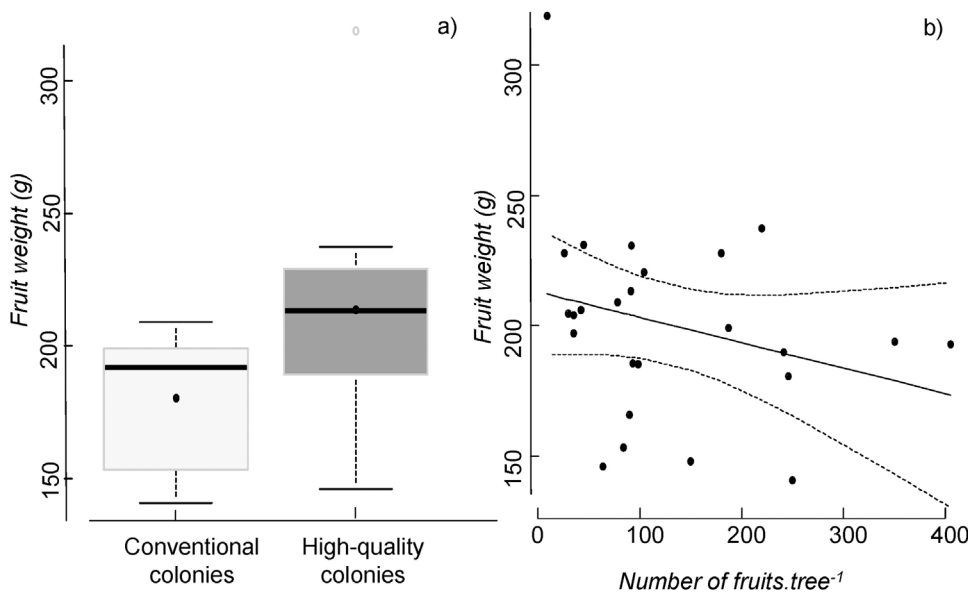 a)
Fruit weight (g)
300
250
200
150
Conventional
colonies
High-quality
colonies
b)
Fruit weight (g)
300
250
200
150
0 100 200 300 400
Number of fruits.tree⁻¹